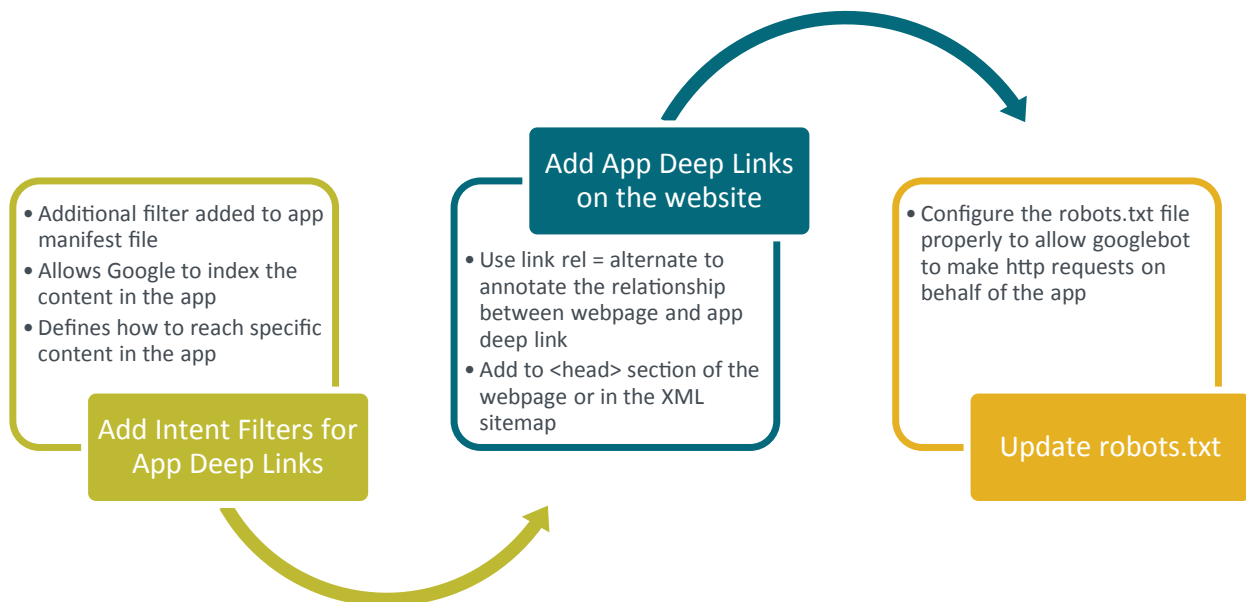 • Additional filter added to app
manifest file
• Allows Google to index the
content in the app
• Defines how to reach specific
content in the app
Add Intent Filters for
App Deep Links
Add App Deep Links
on the website
• Use link rel = alternate to
annotate the relationship
between webpage and app
deep link
• Add to <head> section of the
webpage or in the XML
sitemap
• Configure the robots.txt file
properly to allow googlebot
to make http requests on
behalf of the app
Update robots.txt